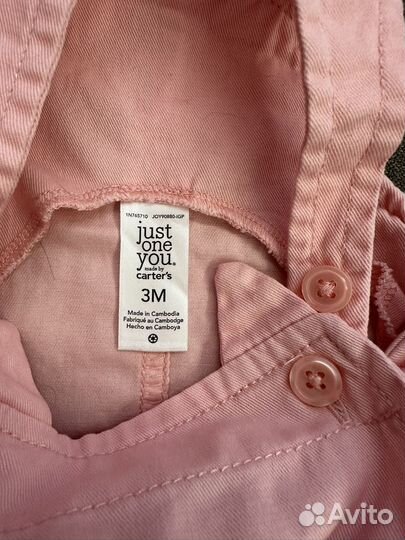 1N765710 JOY90880-IGP
just
one
you.
made by
carter's
3M
Made in Cambodia
Fabriqué au Cambodge
Hecho en Camboya
Avito